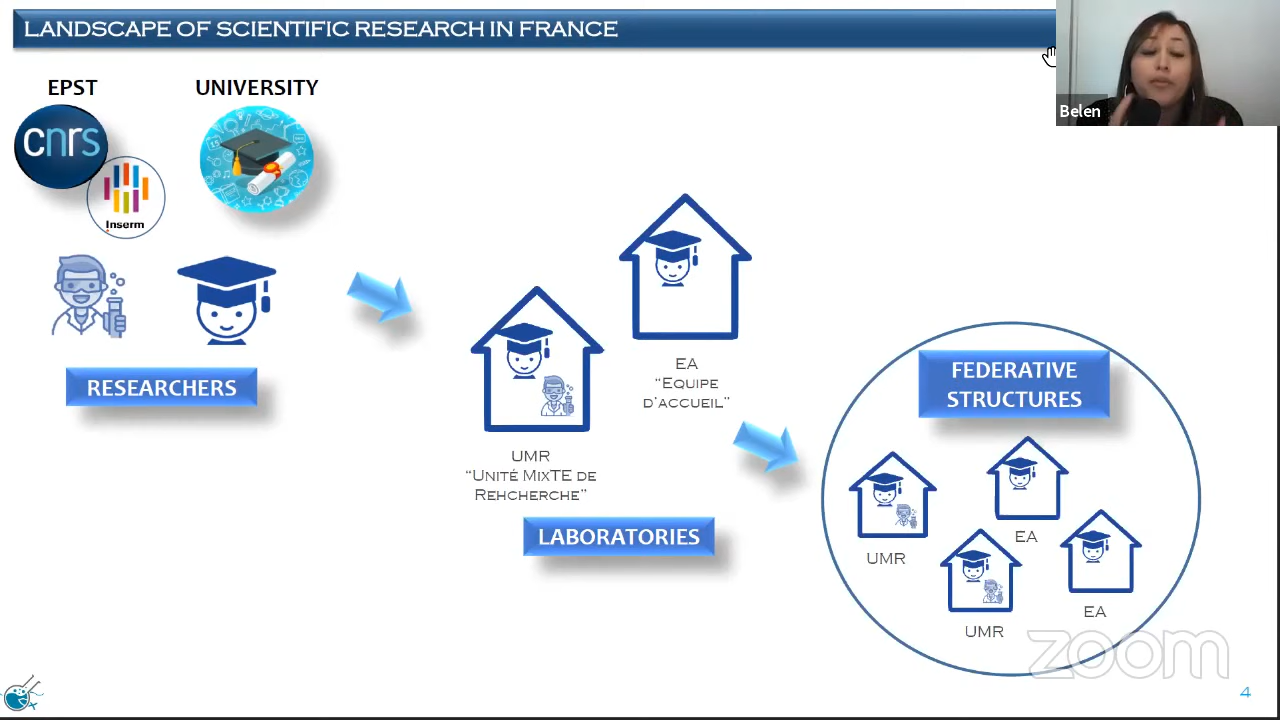 LANDSCAPE OF SCIENTIFIC RESEARCH IN FRANCE
Belen
EPST
UNIVERSITY
cnrs
Inserm
RESEARCHERS
EA
“EQUIPE
D’ACCUEIL”
UMR
“UNITÉ MIXTE DE
REHCHERCHE”
LABORATORIES
FEDERATIVE
STRUCTURES
UMR
EA
UMR
EA
zoom
4